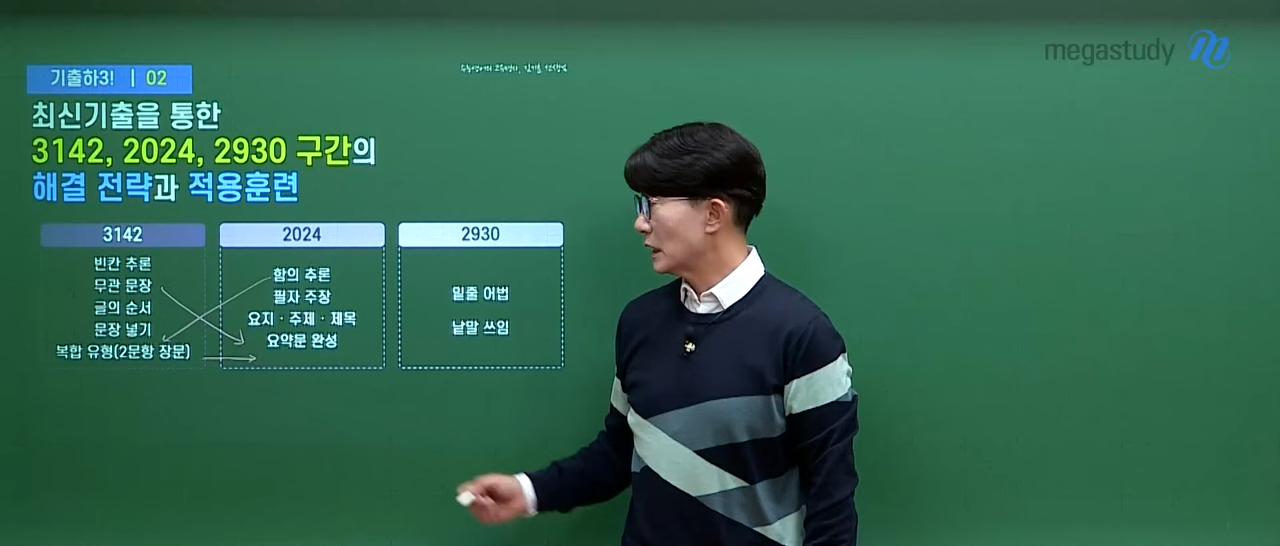 megastudy
기출하3! | 02
최신기출을 통한
3142, 2024, 2930 구간의
해결 전략과 적용훈련
3142
빈칸 추론
무관 문장
글의 순서
문장 넣기
복합 유형(2문항 장문)
2024
함의 추론
필자 주장
요지 · 주제 · 제목
요약문 완성
2930
밑줄 어법
낱말 쓰임